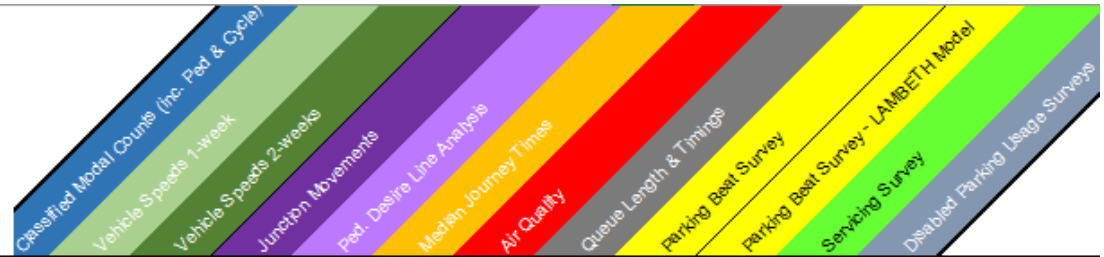 Classified Modal Counts (inc. Ped & Cycle)
Vehicle Speeds 1-week
Vehicle Speeds 2-weeks
Junction Movements
Ped. Desire Line Analysis
Median Journey Times
Air Quality
Queue Length & Timings
Parking Beat Survey
Parking Beat Survey - LAMBETH Model
Servicing Survey
Disabled Parking Usage Surveys